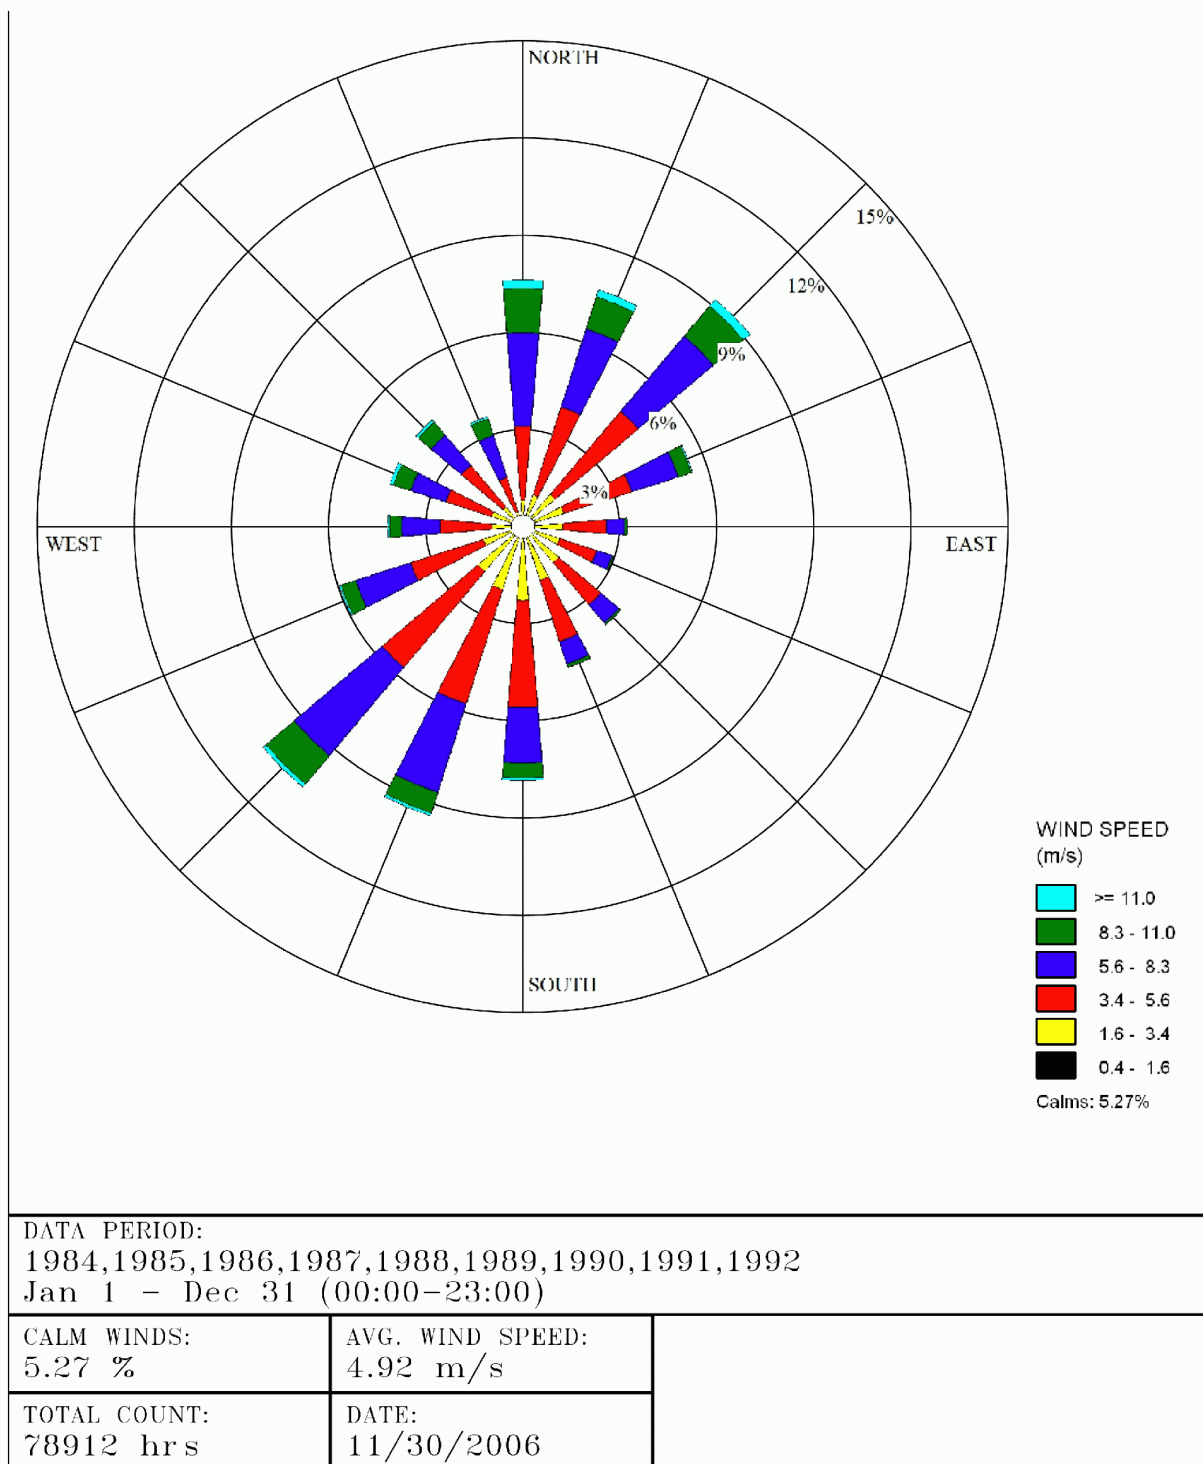 NORTH
15%
12%
9%
6%
3%
WEST
EAST
SOUTH
WIND SPEED
(m/s)
>= 11.0
8.3 - 11.0
5.6 - 8.3
3.4 - 5.6
1.6 - 3.4
0.4 - 1.6
Calms: 5.27%
DATA PERIOD:
1984,1985,1986,1987,1988,1989,1990,1991,1992
Jan 1 - Dec 31 (00:00-23:00)
CALM WINDS:
5.27 %
AVG. WIND SPEED:
4.92 m/s
TOTAL COUNT:
78912 hrs
DATE:
11/30/2006